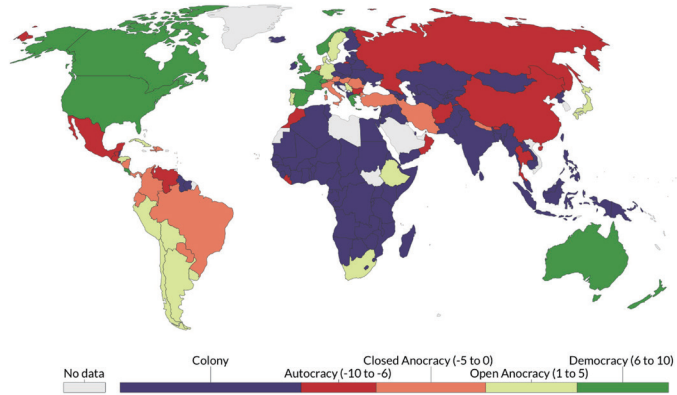 Colony
Closed Anocracy (-5 to 0)
Democracy (6 to 10)
No data
Autocracy (-10 to -6)
Open Anocracy (1 to 5)